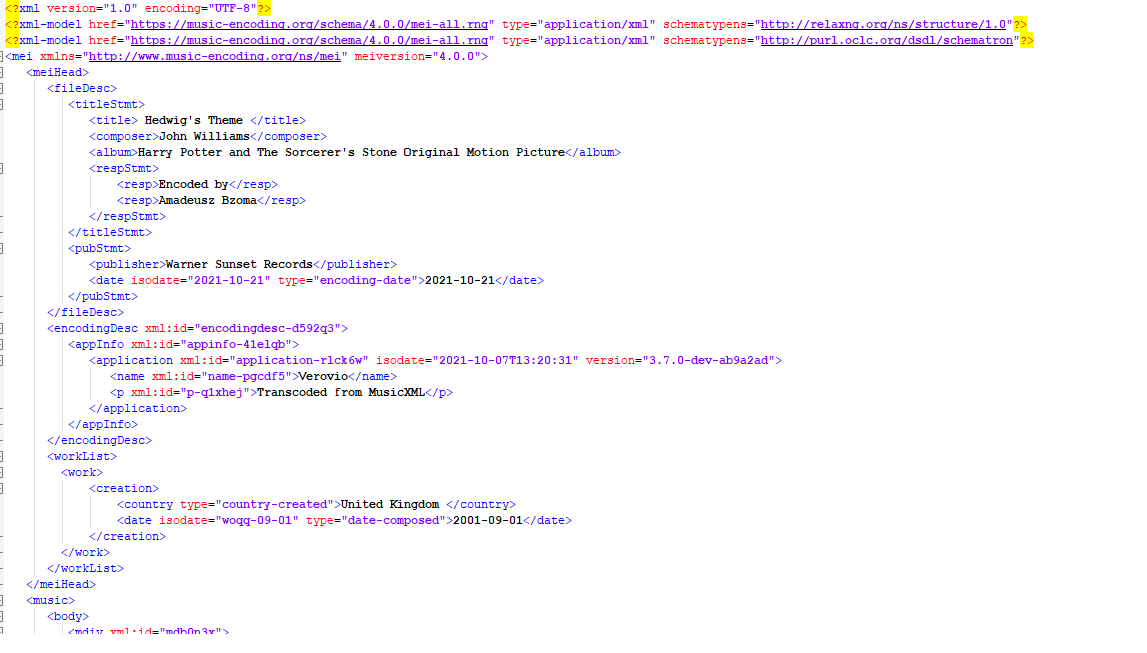 <?xml version="1.0" encoding="UTF-8"?>
<?xml-model href="https://music-encoding.org/schema/4.0.0/mei-all.rng" type="application/xml" schematypens="http://relaxng.org/ns/structure/1.0"?>
<?xml-model href="https://music-encoding.org/schema/4.0.0/mei-all.rng" type="application/xml" schematypens="http://purl.oclc.org/dsdl/schematron"?>
<mei xmlns="http://www.music-encoding.org/ns/mei" meiversion="4.0.0">
<meiHead>
<fileDesc>
<titleStmt>
<title> Hedwig's Theme </title>
<composer>John Williams</composer>
<album>Harry Potter and The Sorcerer's Stone Original Motion Picture</album>
<respStmt>
<resp>Encoded by</resp>
<resp>Amadeusz Bzoma</resp>
</respStmt>
</titleStmt>
<pubStmt>
<publisher>Warner Sunset Records</publisher>
<date isodate="2021-10-21" type="encoding-date">2021-10-21</date>
</pubStmt>
</fileDesc>
<encodingDesc xml:id="encodingdesc-d592q3">
<appInfo xml:id="appinfo-41elqb">
<application xml:id="application-rlck6w" isodate="2021-10-07T13:20:31" version="3.7.0-dev-ab9a2ad">
<name xml:id="name-pgcdf5">Verovio</name>
<p xml:id="p-q1xhej">Transcoded from MusicXML</p>
</application>
</appInfo>
</encodingDesc>
<workList>
<work>
<creation>
<country type="country-created">United Kingdom </country>
<date isodate="woqq-09-01" type="date-composed">2001-09-01</date>
</creation>
</work>
</workList>
</meiHead>
<music>
<body>
<mdiv xml:id="mdb0n3x">